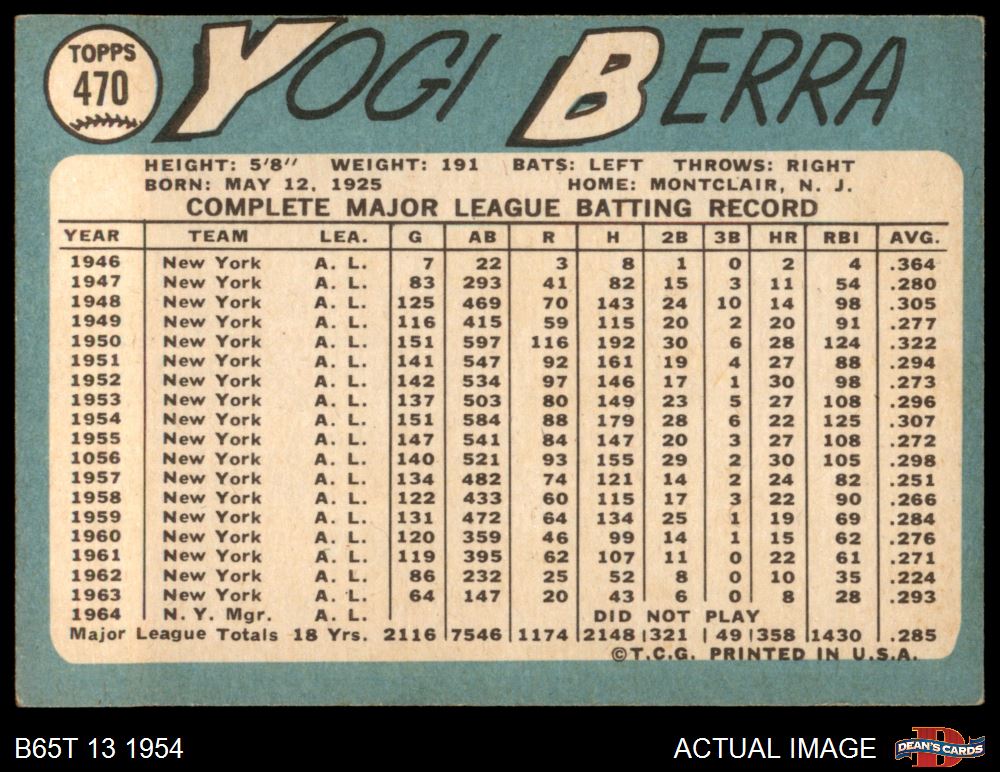 TOPPS
470
YOGI BERRA
HEIGHT: 5'8" WEIGHT: 191 BATS: LEFT THROWS: RIGHT
BORN: MAY 12, 1925 HOME: MONTCLAIR, N. J.
COMPLETE MAJOR LEAGUE BATTING RECORD
YEAR TEAM LEA. G AB R H 2B 3B HR RBI AVG.
1946 New York A. L. 7 22 3 8 1 0 2 4 .364
1947 New York A. L. 83 293 41 82 15 3 11 54 .280
1948 New York A. L. 125 469 70 143 24 10 14 98 .305
1949 New York A. L. 116 415 59 115 20 2 20 91 .277
1950 New York A. L. 151 597 116 192 30 6 28 124 .322
1951 New York A. L. 141 547 92 161 19 4 27 88 .294
1952 New York A. L. 142 534 97 146 17 1 30 98 .273
1953 New York A. L. 137 503 80 149 23 5 27 108 .296
1954 New York A. L. 151 584 88 179 28 6 22 125 .307
1955 New York A. L. 147 541 84 147 20 3 27 108 .272
1056 New York A. L. 140 521 93 155 29 2 30 105 .298
1957 New York A. L. 134 482 74 121 14 2 24 82 .251
1958 New York A. L. 122 433 60 115 17 3 22 90 .266
1959 New York A. L. 131 472 64 134 25 1 19 69 .284
1960 New York A. L. 120 359 46 99 14 1 15 62 .276
1961 New York A. L. 119 395 62 107 11 0 22 61 .271
1962 New York A. L. 86 232 25 52 8 0 10 35 .224
1963 New York A. L. 64 147 20 43 6 0 8 28 .293
1964 N. Y. Mgr. A. L. DID NOT PLAY
Major League Totals 18 Yrs. 2116 7546 1174 2148 321 49 358 1430 .285
©T.C.G. PRINTED IN U.S.A.
B65T 13 1954 ACTUAL IMAGE DEAN'S CARDS